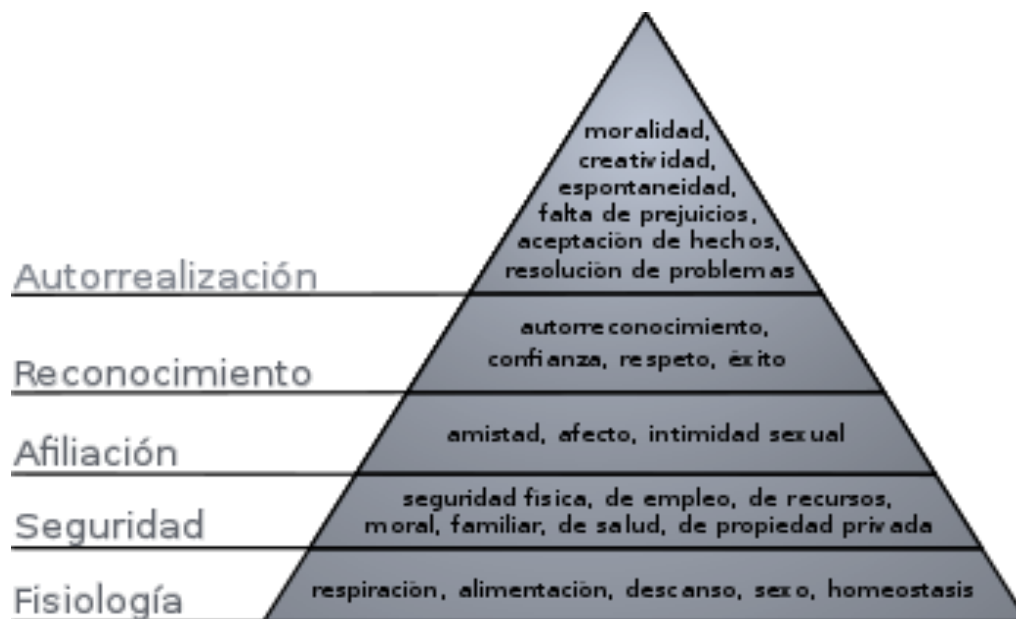 moralidad,
creatividad,
espontaneidad,
falta de prejuicios,
aceptación de hechos,
resolución de problemas
Autorrealización
autorreconocimiento,
confianza, respeto, éxito
Reconocimiento
amistad, afecto, intimidad sexual
Afiliación
seguridad física, de empleo, de recursos,
moral, familiar, de salud, de propiedad privada
Seguridad
respiración, alimentación, descanso, sexo, homeostasis
Fisiología